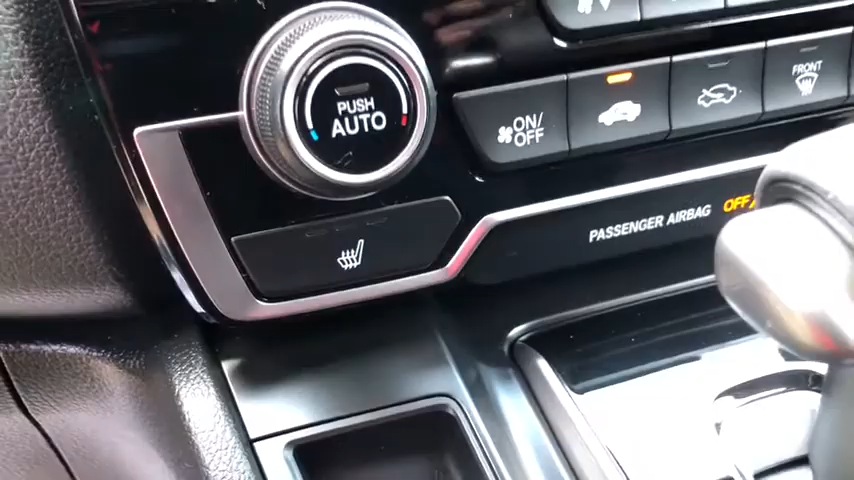 PUSH
AUTO
ON/
OFF
FRONT
PASSENGER AIRBAG OFF